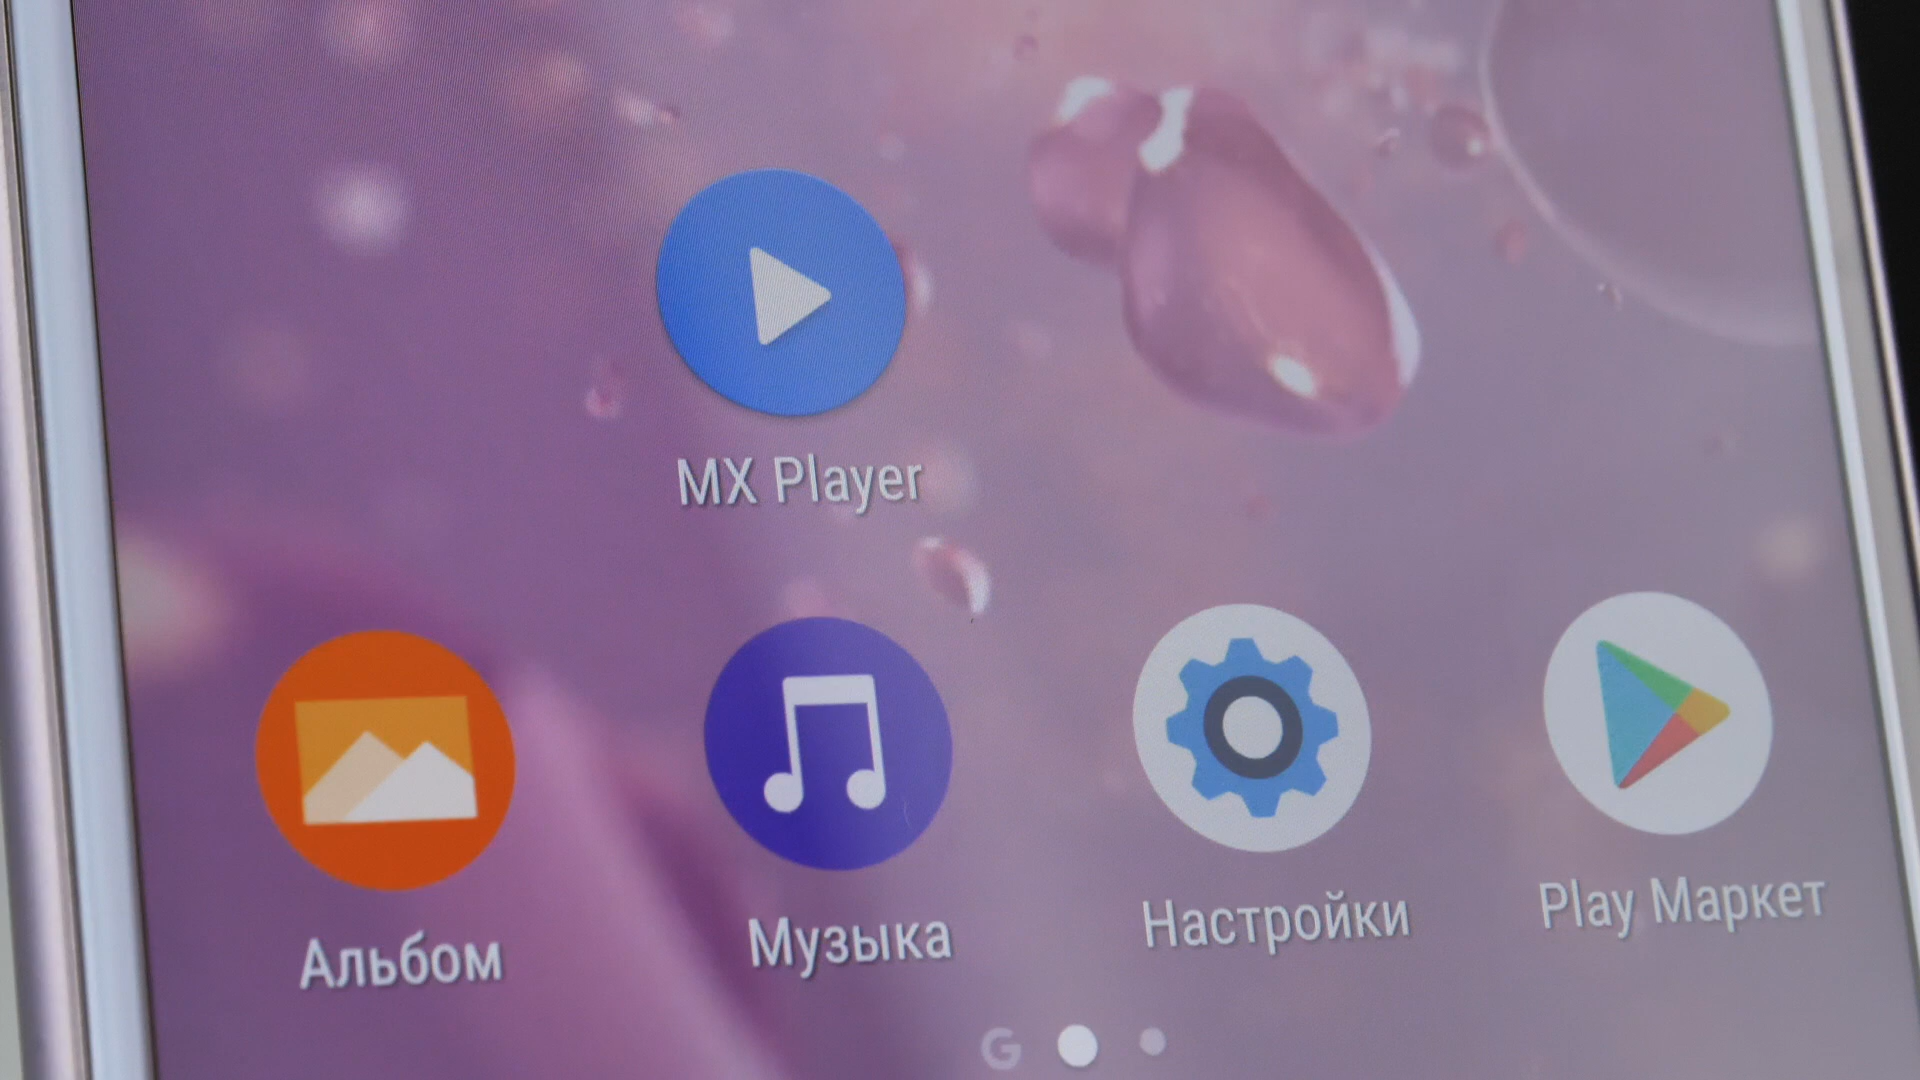 MX Player
Альбом
Музыка
Настройки
Play Маркет
G